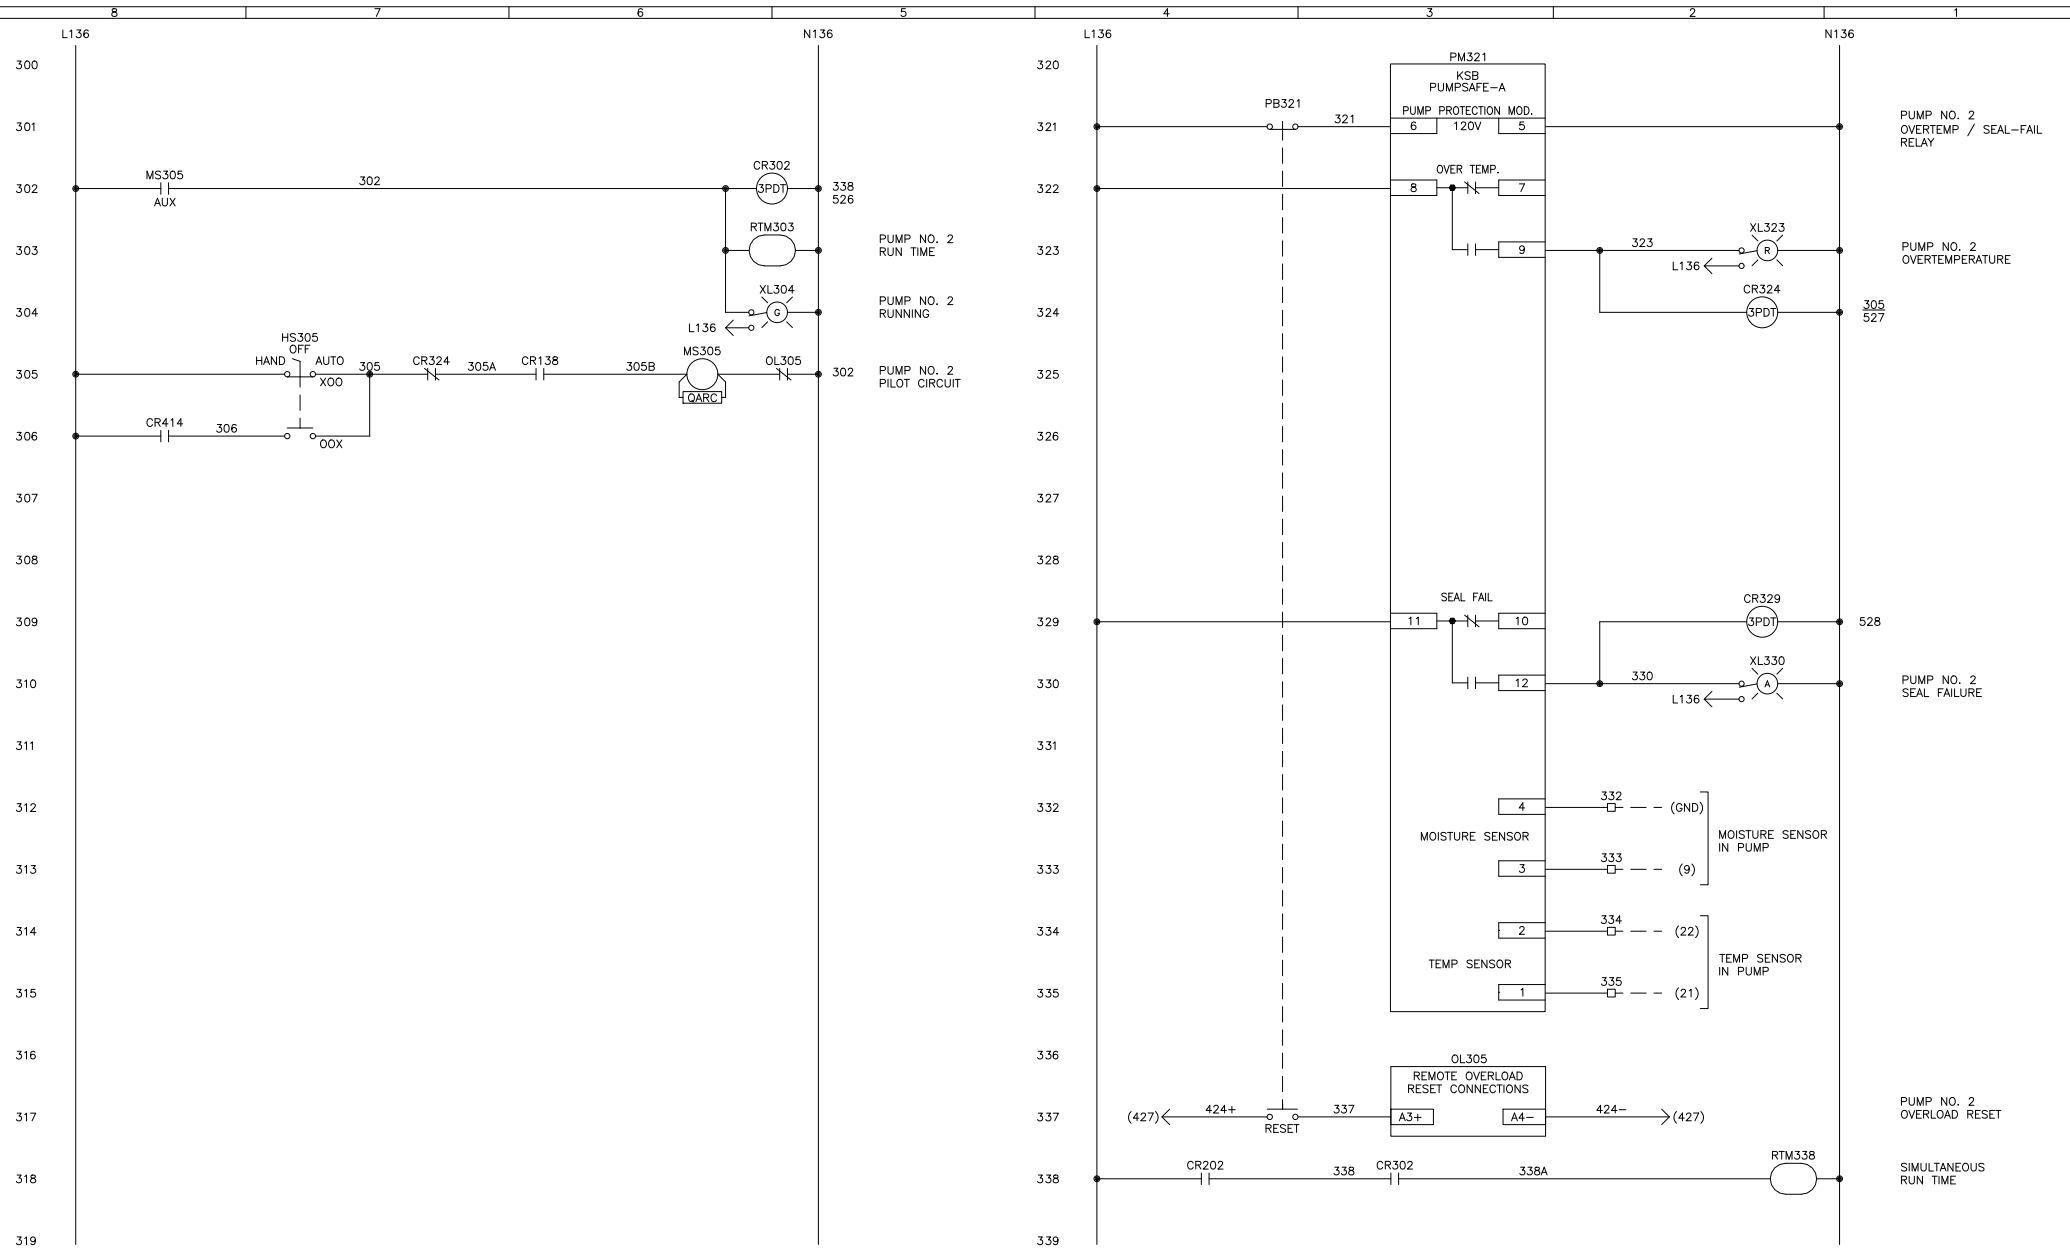 8 7 6 5 4 3 2 1
L136 N136
300
301
302 MS305 AUX 302 CR302 3PDT 338 526
303 RTM303 PUMP NO. 2 RUN TIME
304 XL304 G L136 PUMP NO. 2 RUNNING
HS305
OFF
HAND AUTO
305 XOO 305 CR324 305A CR138 305B MS305 QARC OL305 302 PUMP NO. 2 PILOT CIRCUIT
306 CR414 306 OOX
307
308
309
310
311
312
313
314
315
316
317
318
319
L136 N136
320 PM321
KSB
PUMPSAFE-A
PUMP PROTECTION MOD.
321 PB321 321 6 120V 5 PUMP NO. 2
OVERTEMP / SEAL-FAIL
RELAY
OVER TEMP.
322 8 7
323 9 323 XL323 R L136 PUMP NO. 2
OVERTEMPERATURE
324 CR324 3PDT 305
527
325
326
327
328
SEAL FAIL
329 11 10 CR329 3PDT 528
330 12 330 XL330 A L136 PUMP NO. 2
SEAL FAILURE
331
332 4 332 (GND)
MOISTURE SENSOR MOISTURE SENSOR
IN PUMP
333 3 333 (9)
334 2 334 (22)
TEMP SENSOR TEMP SENSOR
IN PUMP
335 1 335 (21)
336 OL305
REMOTE OVERLOAD
RESET CONNECTIONS
337 (427) 424+ RESET 337 A3+ A4- 424- (427) PUMP NO. 2
OVERLOAD RESET
338 CR202 338 CR302 338A RTM338 SIMULTANEOUS
RUN TIME
339